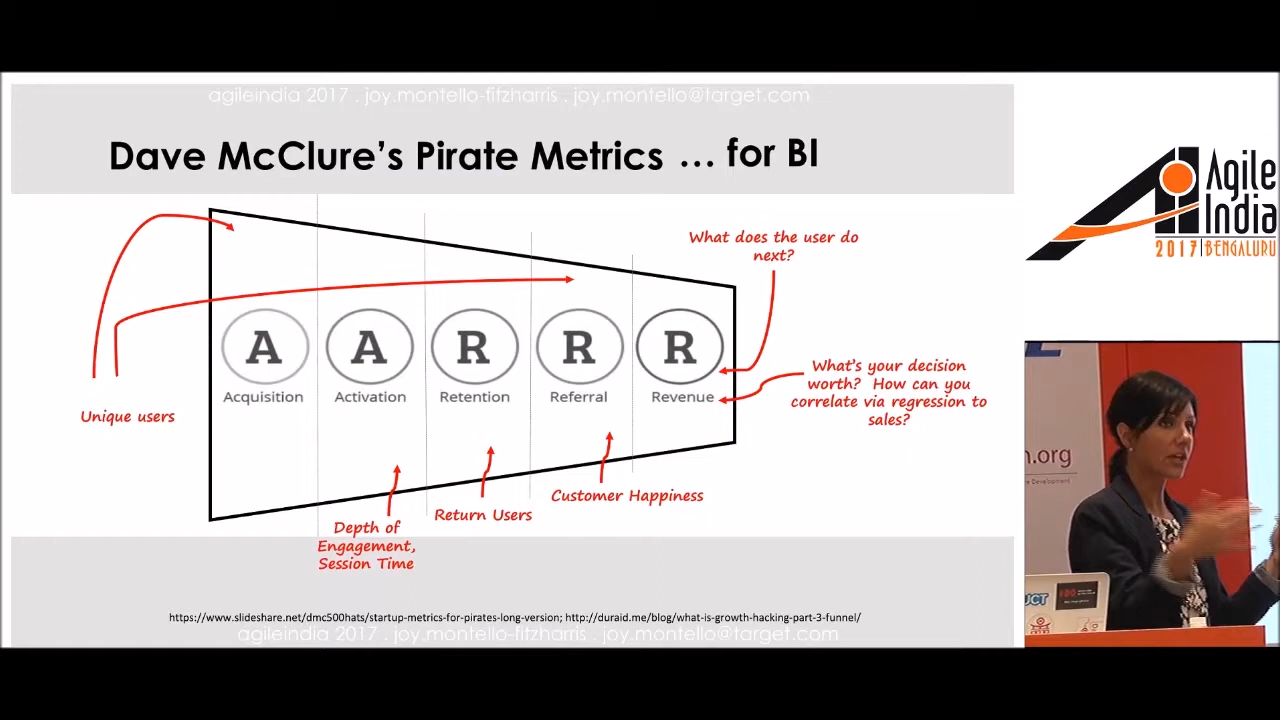 agileindia 2017 . joy.montello-fitzharris . joy.montello@target.com
Dave McClure's Pirate Metrics ... for BI
What does the user do
next?
A A R R R
Acquisition Activation Retention Referral Revenue
Unique users
What's your decision
worth? How can you
correlate via regression to
sales?
Customer Happiness
Return Users
Depth of
Engagement,
Session Time
https://www.slideshare.net/dmc500hats/startup-metrics-for-pirates-long-version; http://duraid.me/blog/what-is-growth-hacking-part-3-funnel/
agileindia 2017 . joy.montello-fitzharris . joy.montello@target.com
Agile
India
2017 | BENGALURU
n.org